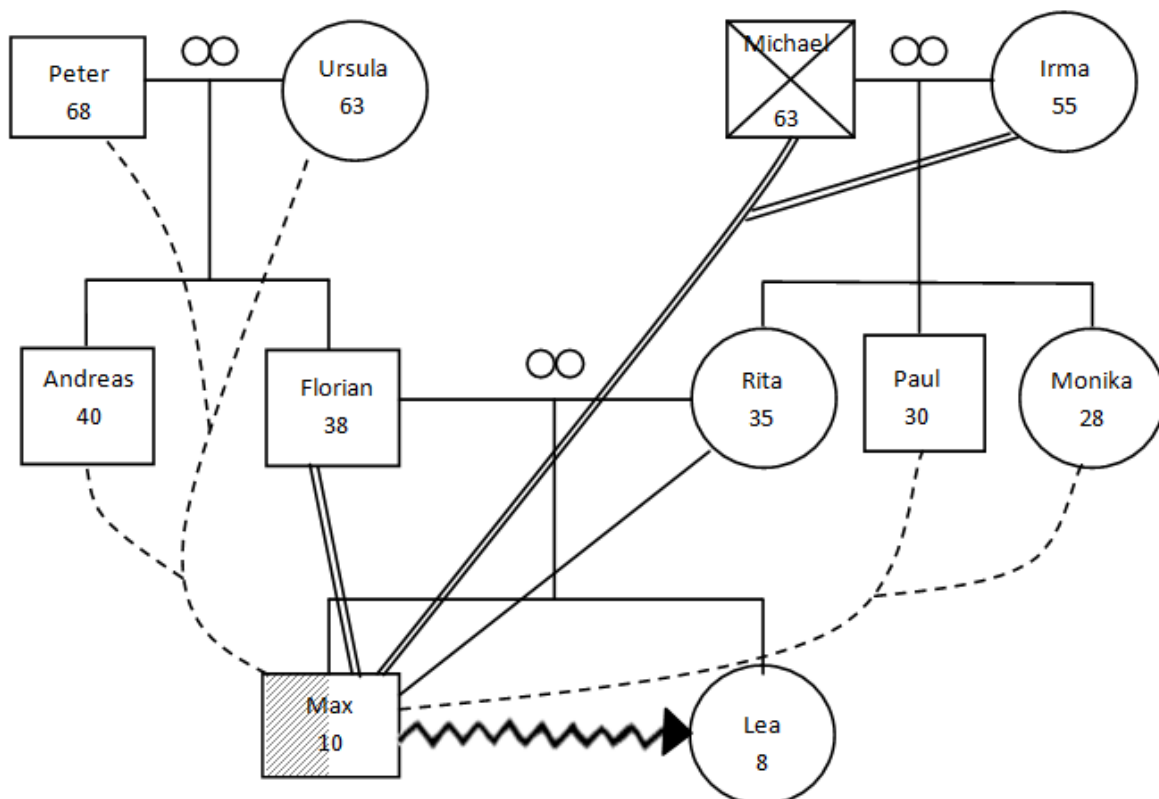 Peter
68
Ursula
63
Michael
63
Irma
55
Andreas
40
Florian
38
Rita
35
Paul
30
Monika
28
Max
10
Lea
8